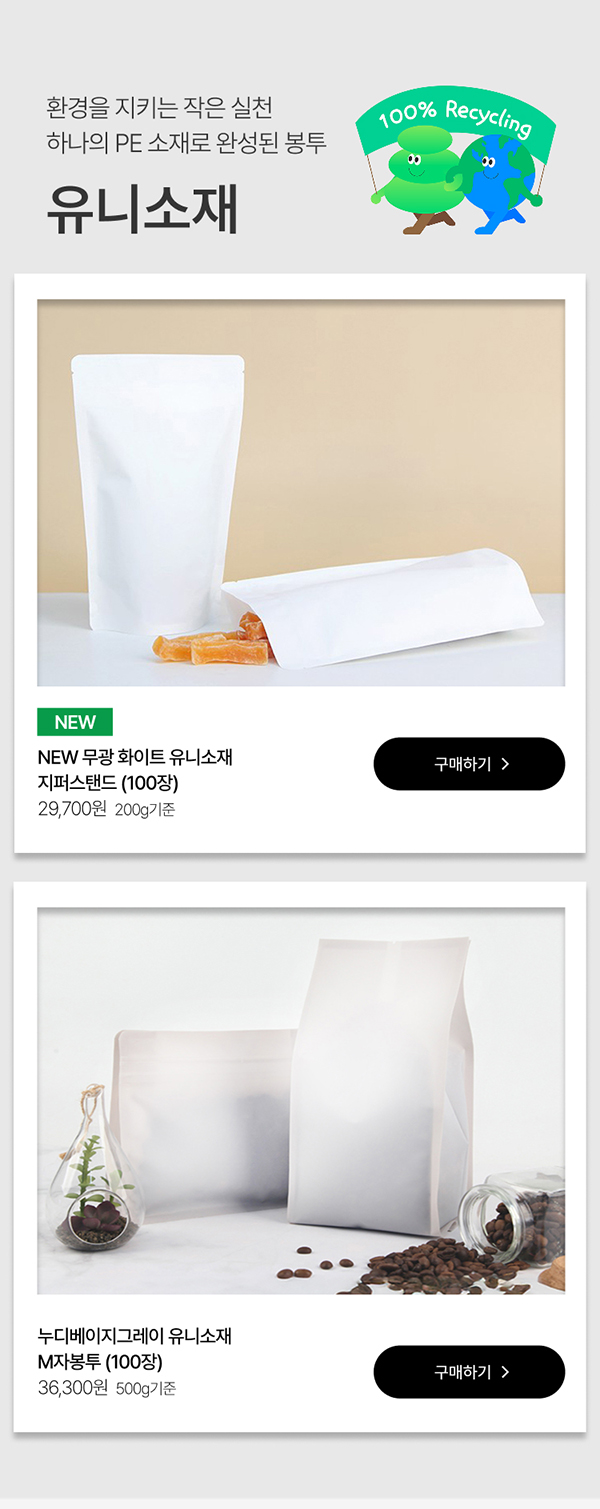 환경을 지키는 작은 실천
하나의 PE 소재로 완성된 봉투
유니소재
100% Recycling
NEW
NEW 무광 화이트 유니소재
지퍼스탠드 (100장)
29,700원 200g기준
구매하기 >
누디베이지그레이 유니소재
M자봉투 (100장)
36,300원 500g기준
구매하기 >